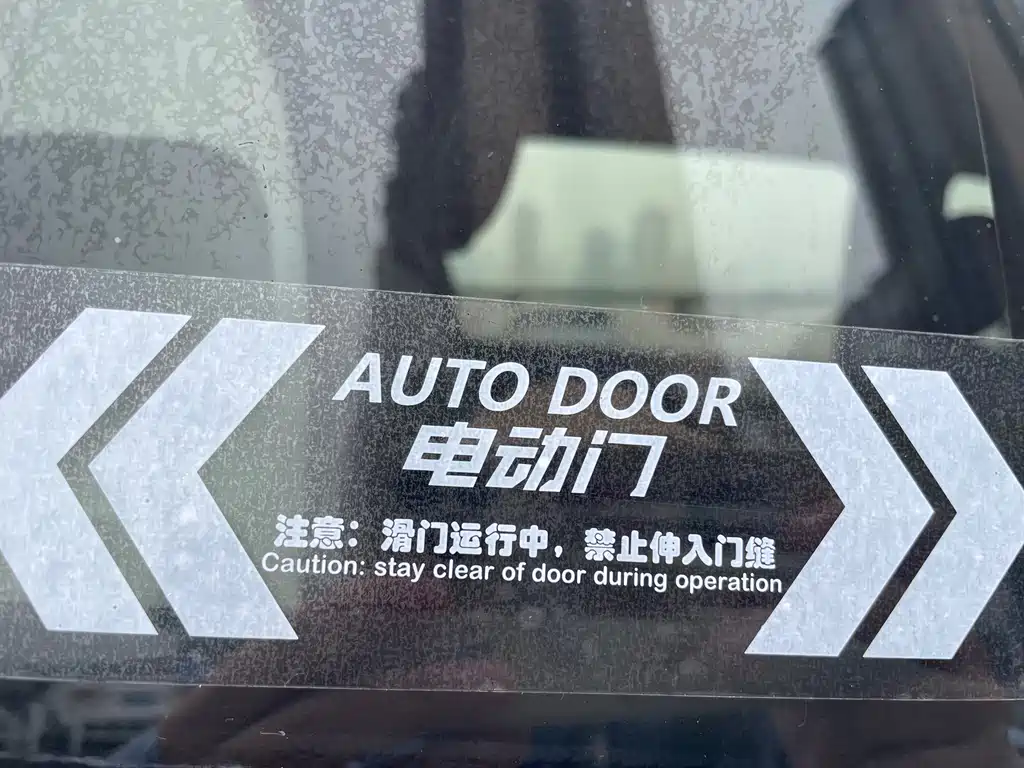 AUTO DOOR
电动门
注意：滑门运行中，禁止伸入门缝
Caution: stay clear of door during operation